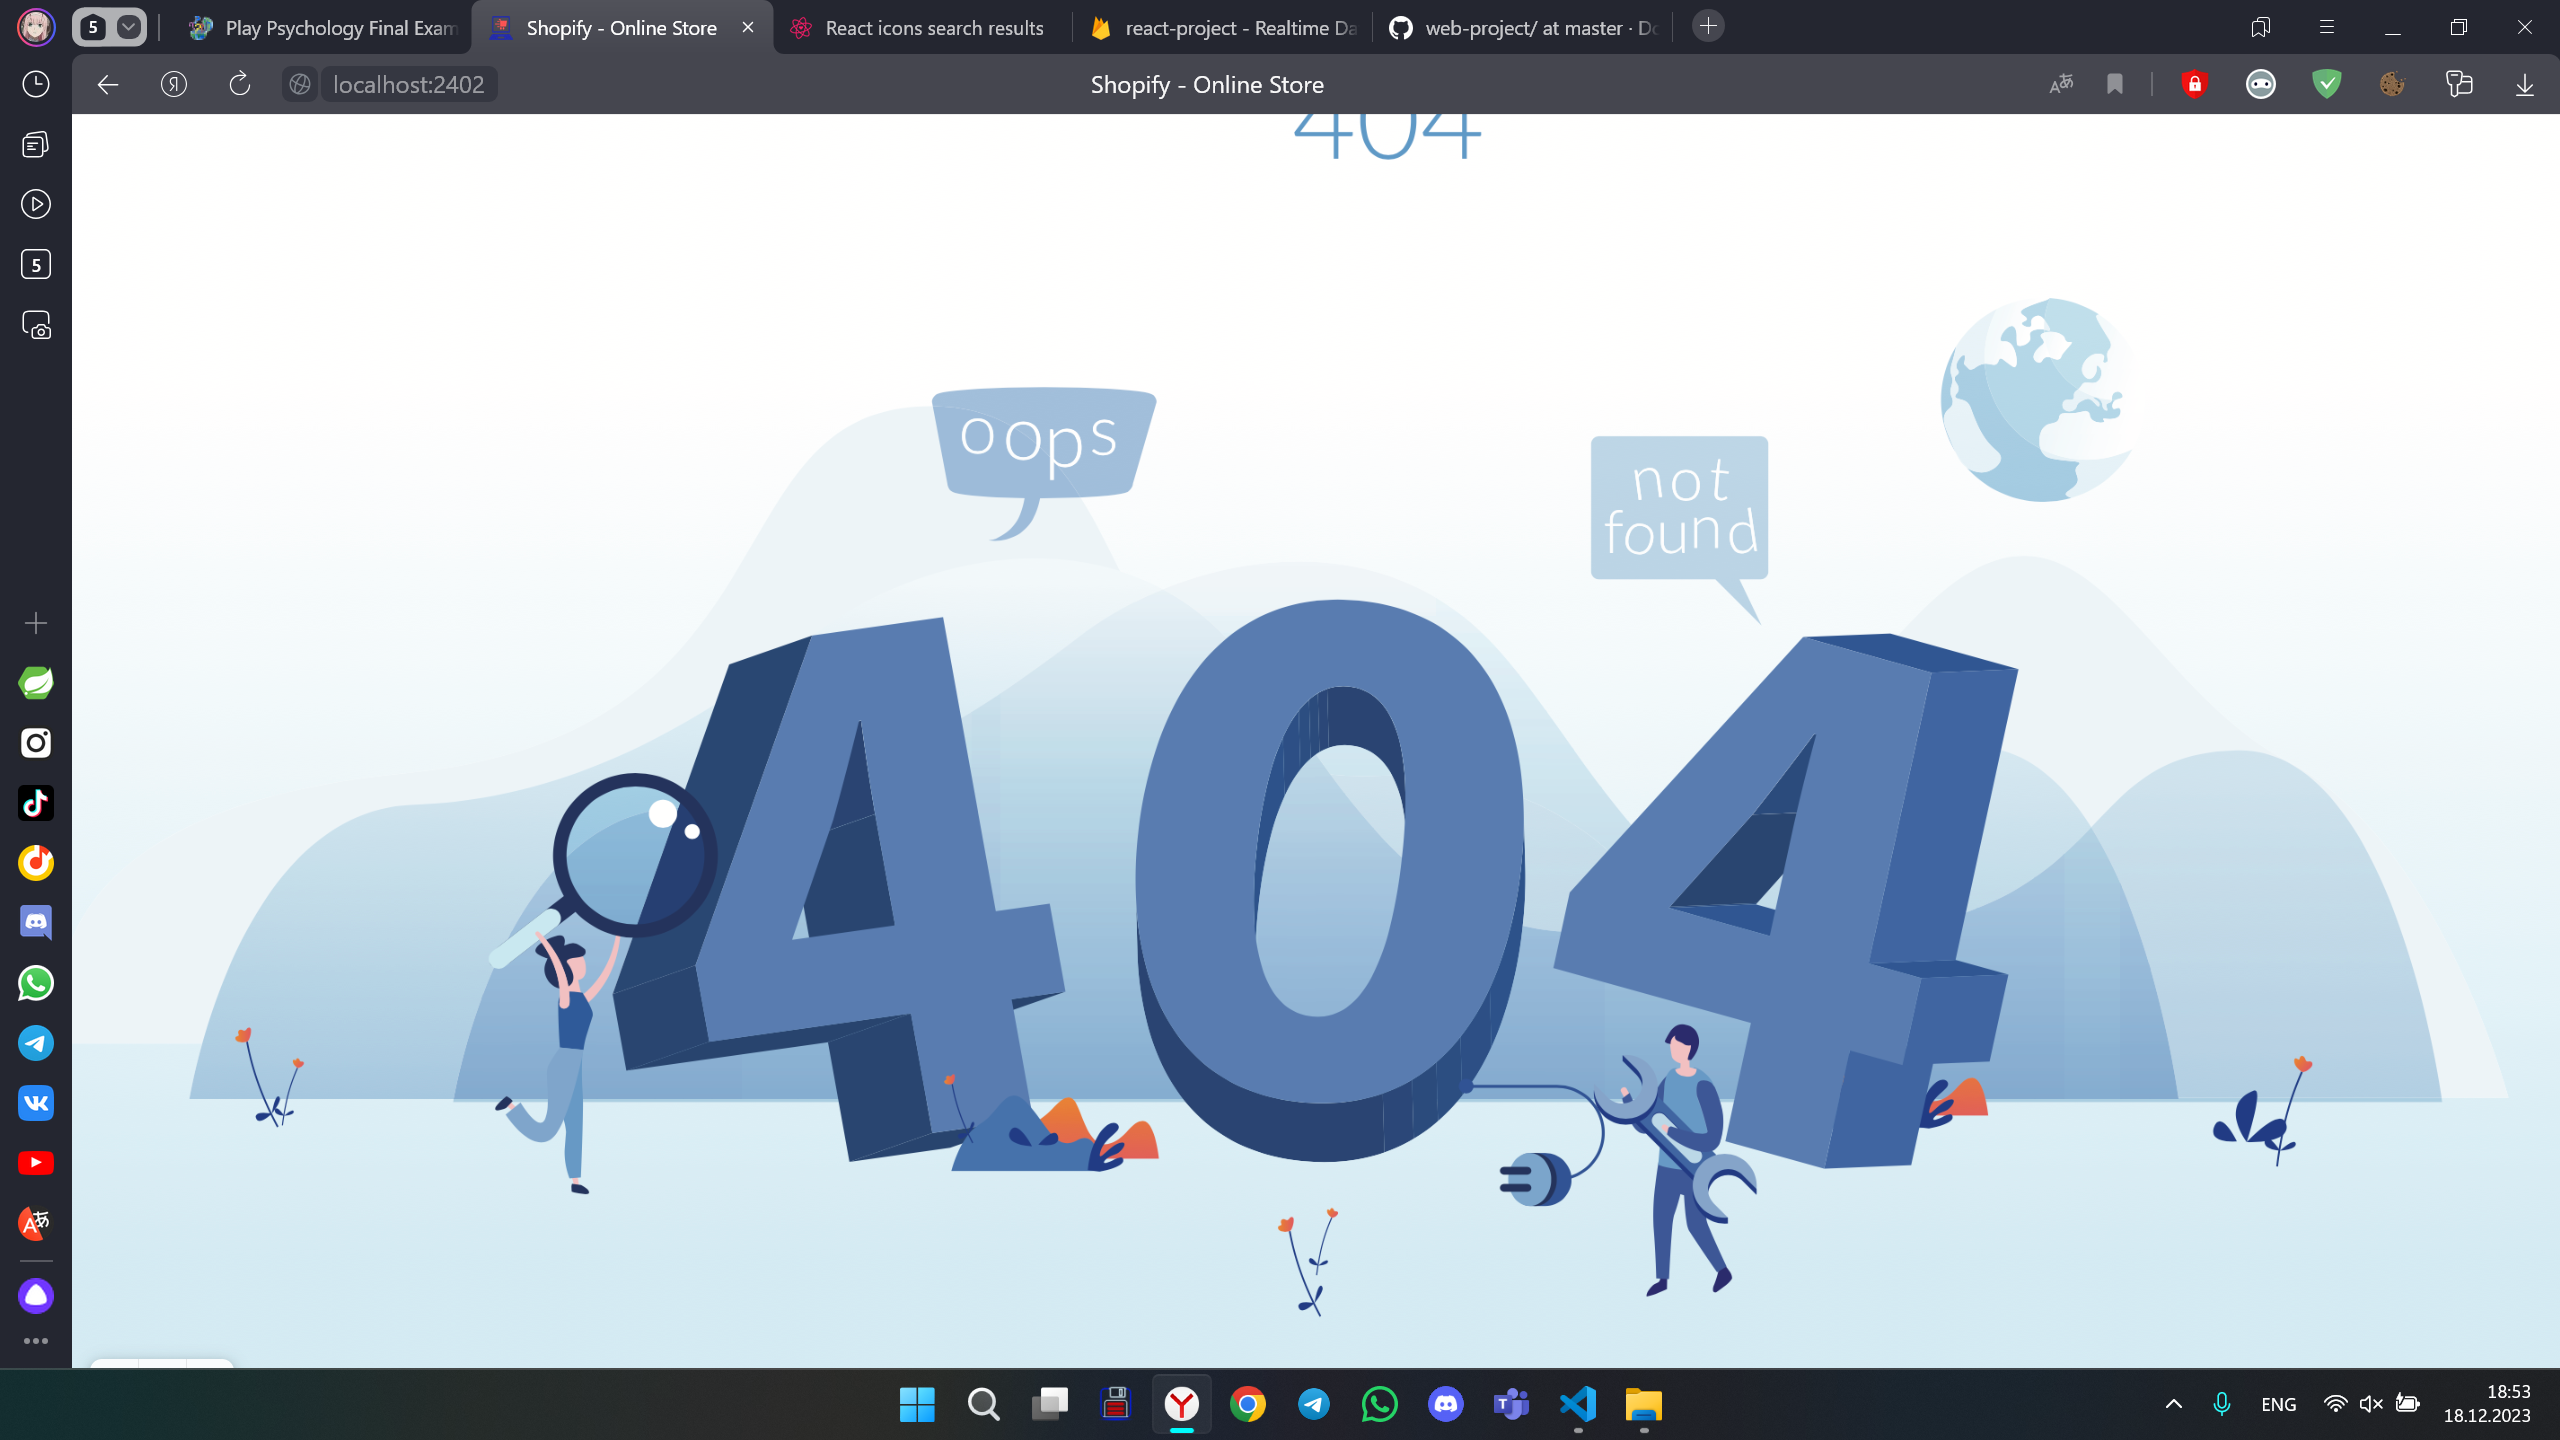 5
Play Psychology Final Exam
Shopify - Online Store
React icons search results
react-project - Realtime Da
web-project/ at master · Do
localhost:2402
Shopify - Online Store
5
404
oops
not
found
404
ENG
18:53
18.12.2023